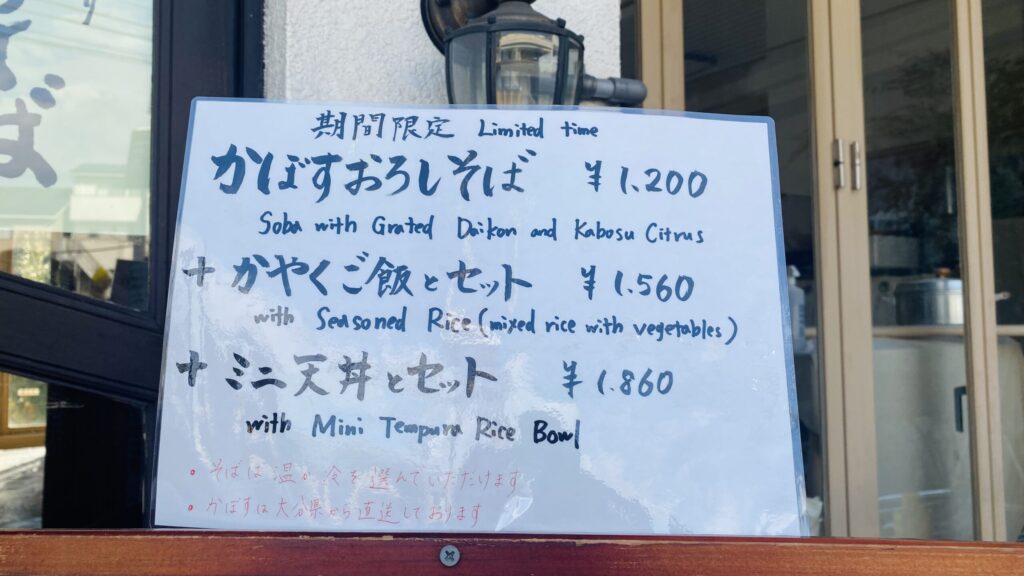 期間限定 Limited time
かぼすおろしそば ¥1.200
Soba with Grated Daikon and Kabosu Citrus
+かやくご飯とセット ¥1.560
with Seasoned Rice (mixed rice with vegetables)
+ミニ天丼とセット ¥1.860
with Mini Tempura Rice Bowl
・そばは温か冷を選んでいただけます
・かぼすは大分県から直送しております
そば